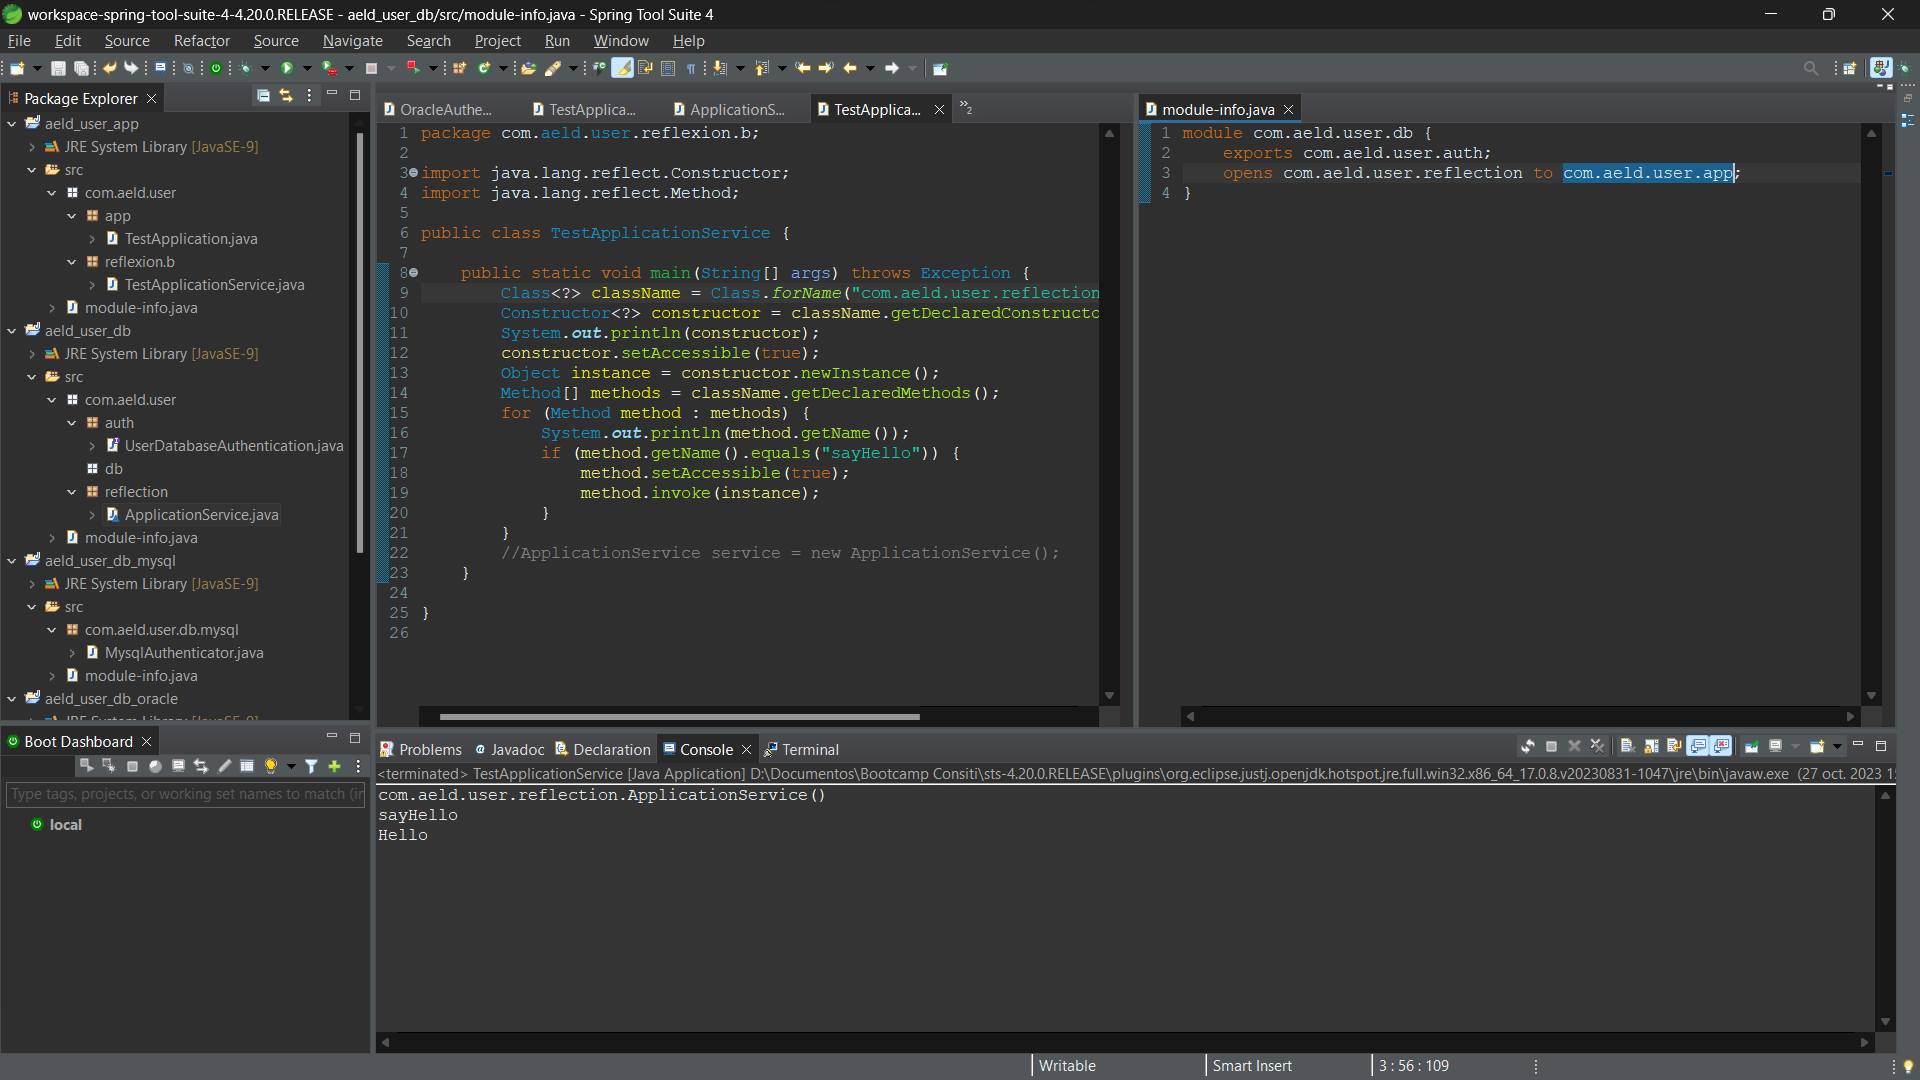 workspace-spring-tool-suite-4-4.20.0.RELEASE - aeld_user_db/src/module-info.java - Spring Tool Suite 4
File Edit Source Refactor Source Navigate Search Project Run Window Help
Package Explorer
aeld_user_app
JRE System Library [JavaSE-9]
src
com.aeld.user
app
TestApplication.java
reflexion.b
TestApplicationService.java
module-info.java
aeld_user_db
JRE System Library [JavaSE-9]
src
com.aeld.user
auth
UserDatabaseAuthentication.java
db
reflection
ApplicationService.java
module-info.java
aeld_user_db_mysql
JRE System Library [JavaSE-9]
src
com.aeld.user.db.mysql
MysqlAuthenticator.java
module-info.java
aeld_user_db_oracle
JRE System Library [JavaSE-9]
Boot Dashboard
Type tags, projects, or working set names to match (in
local
OracleAuthe... TestApplica... ApplicationS... TestApplica... »2
1 package com.aeld.user.reflexion.b;
2
3 import java.lang.reflect.Constructor;
4 import java.lang.reflect.Method;
5
6 public class TestApplicationService {
7
8 public static void main(String[] args) throws Exception {
9 Class<?> className = Class.forName("com.aeld.user.reflection
10 Constructor<?> constructor = className.getDeclaredConstructo
11 System.out.println(constructor);
12 constructor.setAccessible(true);
13 Object instance = constructor.newInstance();
14 Method[] methods = className.getDeclaredMethods();
15 for (Method method : methods) {
16 System.out.println(method.getName());
17 if (method.getName().equals("sayHello")) {
18 method.setAccessible(true);
19 method.invoke(instance);
20 }
21 }
22 //ApplicationService service = new ApplicationService();
23 }
24
25 }
26
module-info.java
1 module com.aeld.user.db {
2 exports com.aeld.user.auth;
3 opens com.aeld.user.reflection to com.aeld.user.app;
4 }
Problems Javadoc Declaration Console Terminal
<terminated> TestApplicationService [Java Application] D:\Documentos\Bootcamp Consiti\sts-4.20.0.RELEASE\plugins\org.eclipse.justj.openjdk.hotspot.jre.full.win32.x86_64_17.0.8.v20230831-1047\jre\bin\javaw.exe (27 oct. 2023 1
com.aeld.user.reflection.ApplicationService()
sayHello
Hello
Writable Smart Insert 3 : 56 : 109